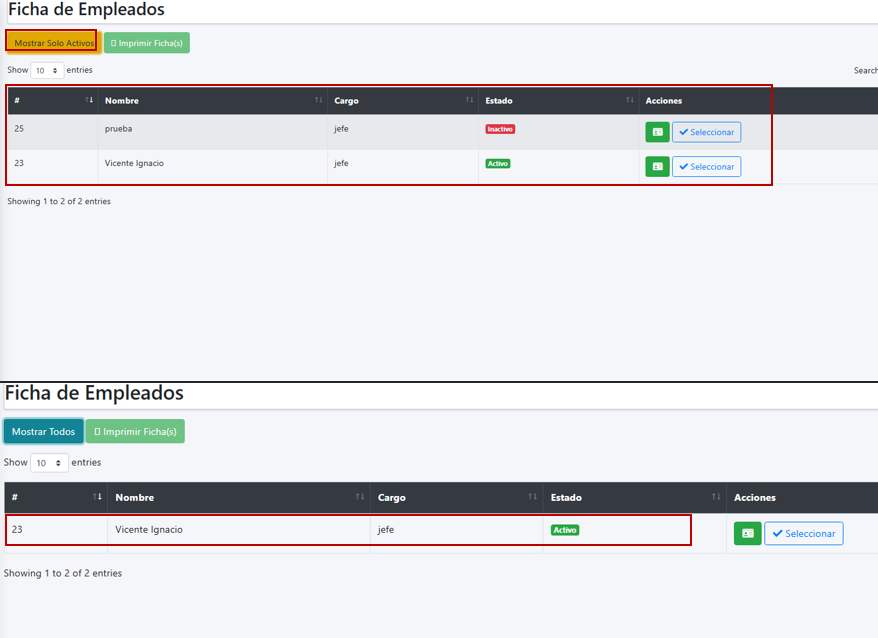 Ficha de Empleados
Mostrar Solo Activos Imprimir Ficha(s)
Show 10 entries Search
# Nombre Cargo Estado Acciones
25 prueba jefe Inactivo Seleccionar
23 Vicente Ignacio jefe Activo Seleccionar
Showing 1 to 2 of 2 entries
Ficha de Empleados
Mostrar Todos Imprimir Ficha(s)
Show 10 entries
# Nombre Cargo Estado Acciones
23 Vicente Ignacio jefe Activo Seleccionar
Showing 1 to 2 of 2 entries